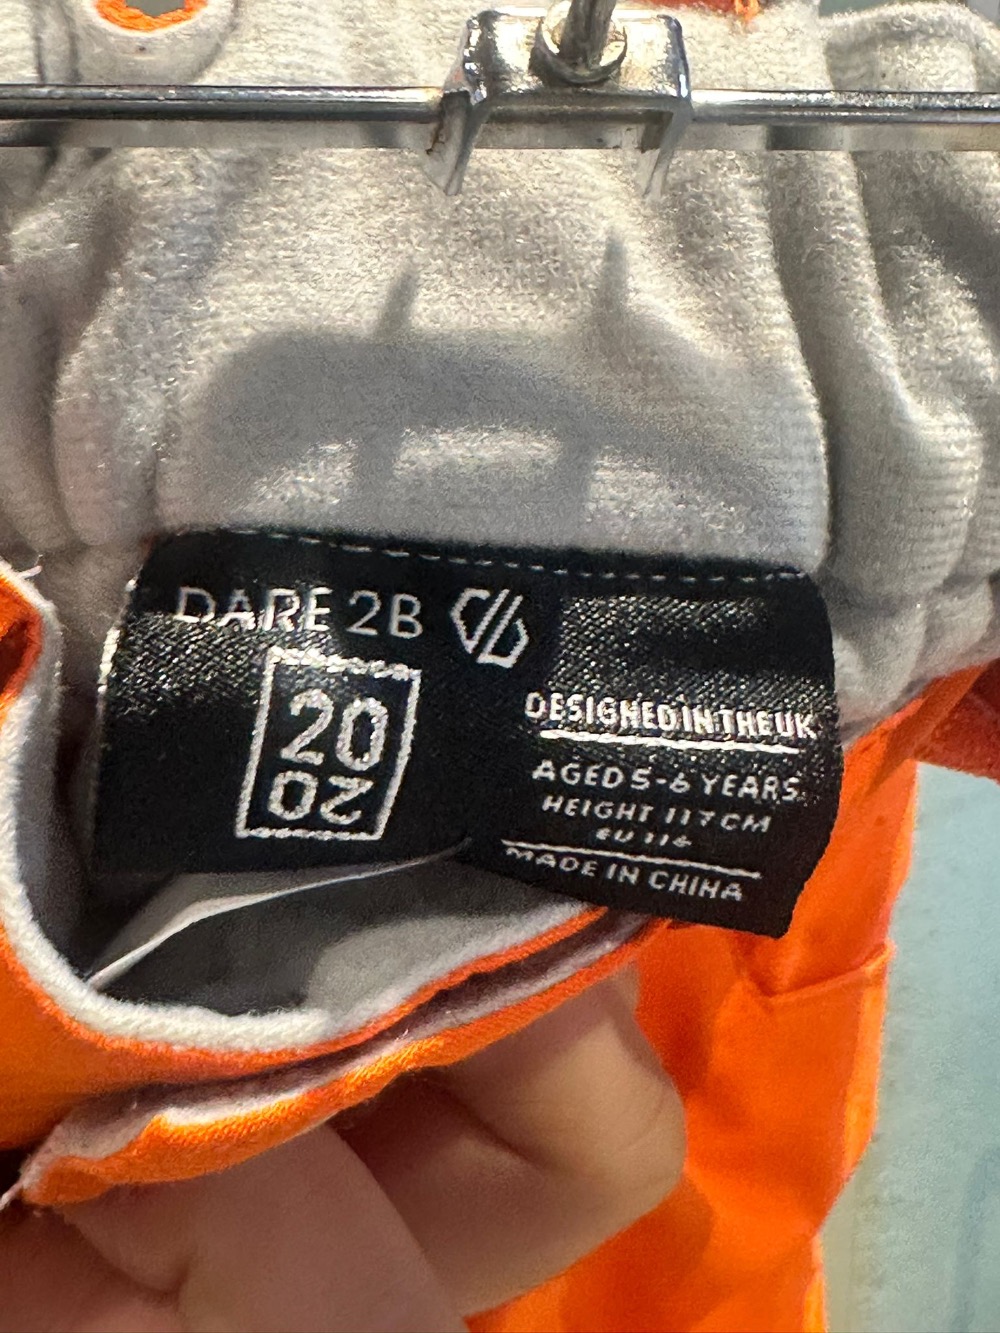 DARE 2B
20
20
DESIGNED IN THE UK
AGED 5-6 YEARS
HEIGHT 117 CM
EU 116
MADE IN CHINA